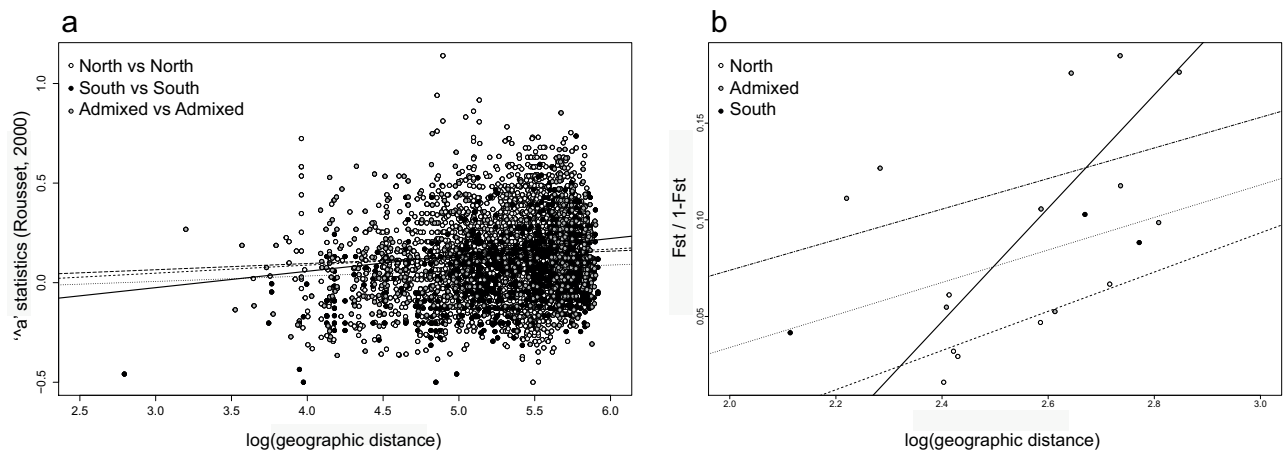 a
'^a' statistics (Rousset, 2000)
1.0
0.5
0.0
−0.5
North vs North
South vs South
Admixed vs Admixed
2.5 3.0 3.5 4.0 4.5 5.0 5.5 6.0
log(geographic distance)
b
Fst / 1-Fst
0.15
0.10
0.05
North
Admixed
South
2.0 2.2 2.4 2.6 2.8 3.0
log(geographic distance)